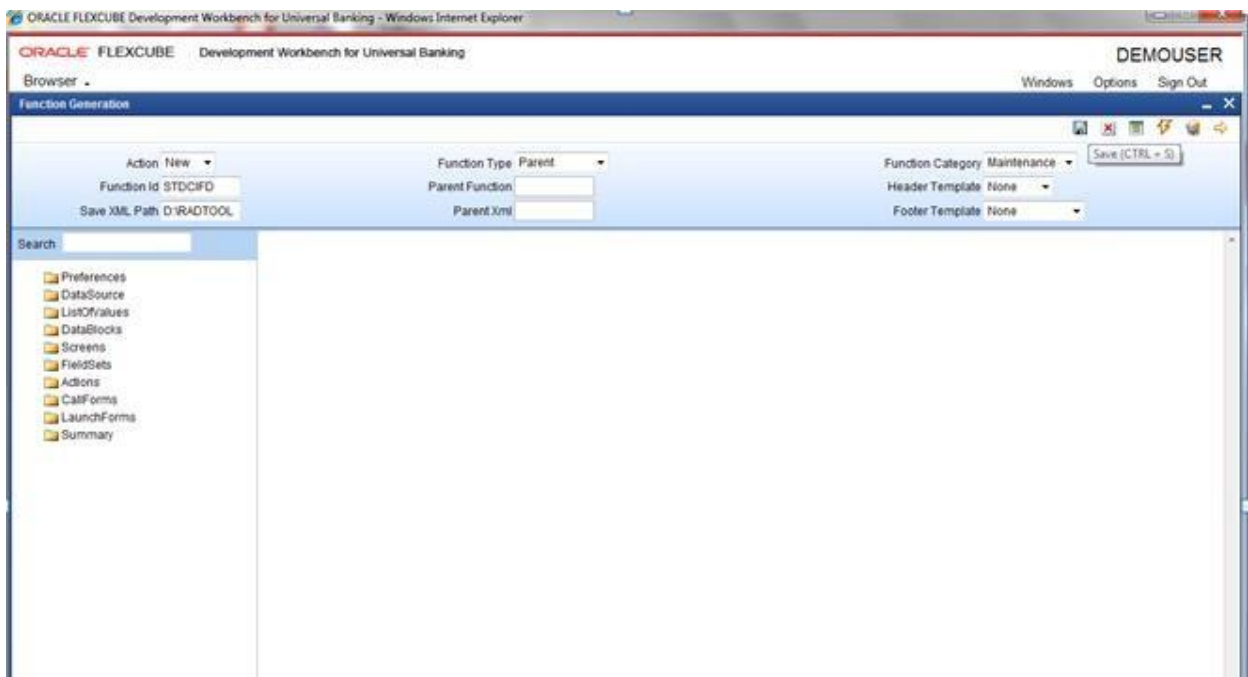 ORACLE FLEXCUBE Development Workbench for Universal Banking - Windows Internet Explorer
ORACLE FLEXCUBE Development Workbench for Universal Banking DEMOUSER
Browser Windows Options Sign Out
Function Generation
Save (CTRL + S)
Action New Function Type Parent Function Category Maintenance
Function Id STDCIFD Parent Function Header Template None
Save XML Path D:\RADTOOL Parent Xml Footer Template None
Search
Preferences
DataSource
ListOfValues
DataBlocks
Screens
FieldSets
Actions
CallForms
LaunchForms
Summary